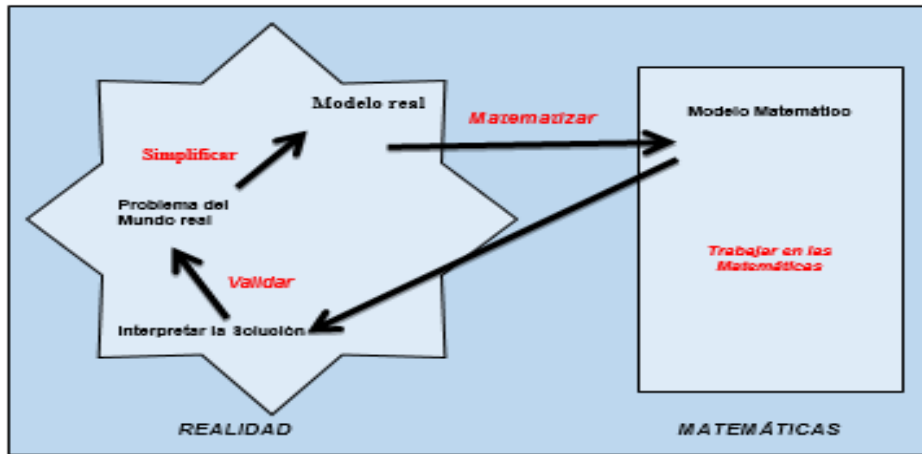 Modelo real
Matematizar
Modelo Matemático
Simplificar
Problema del
Mundo real
Trabajar en las
Matemáticas
Validar
Interpretar la Solución
REALIDAD
MATEMÁTICAS